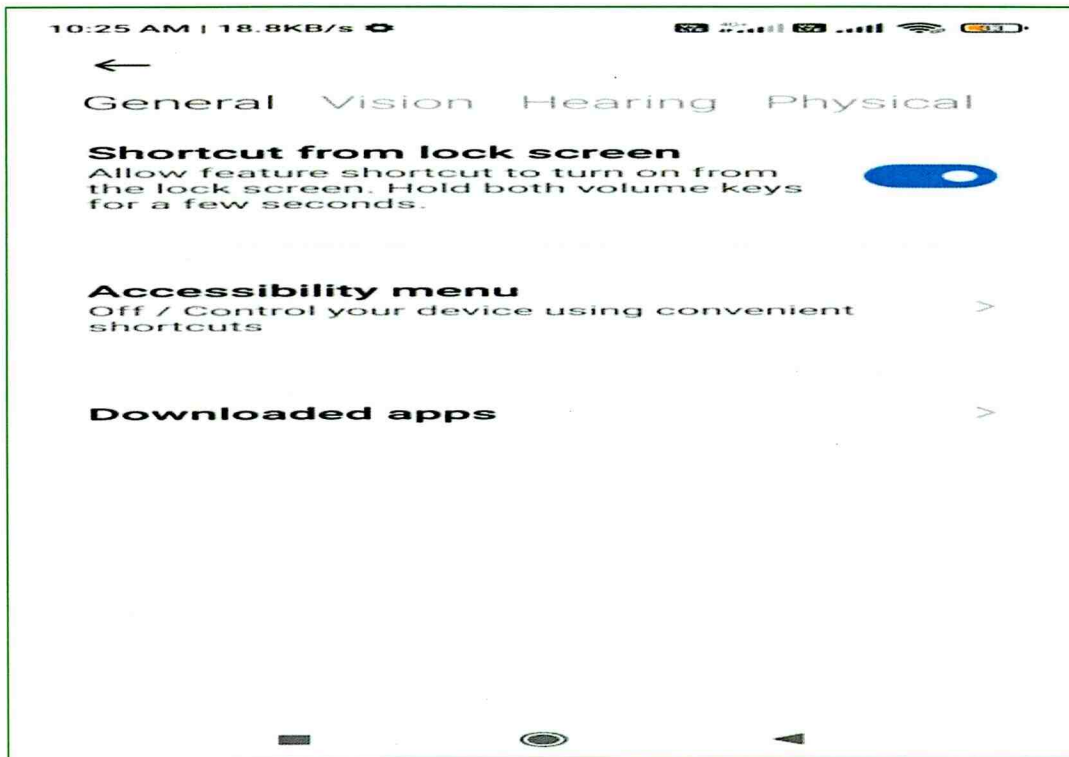 10:25 AM | 18.8KB/s
General Vision Hearing Physical
Shortcut from lock screen
Allow feature shortcut to turn on from
the lock screen. Hold both volume keys
for a few seconds.
Accessibility menu
Off / Control your device using convenient
shortcuts
Downloaded apps